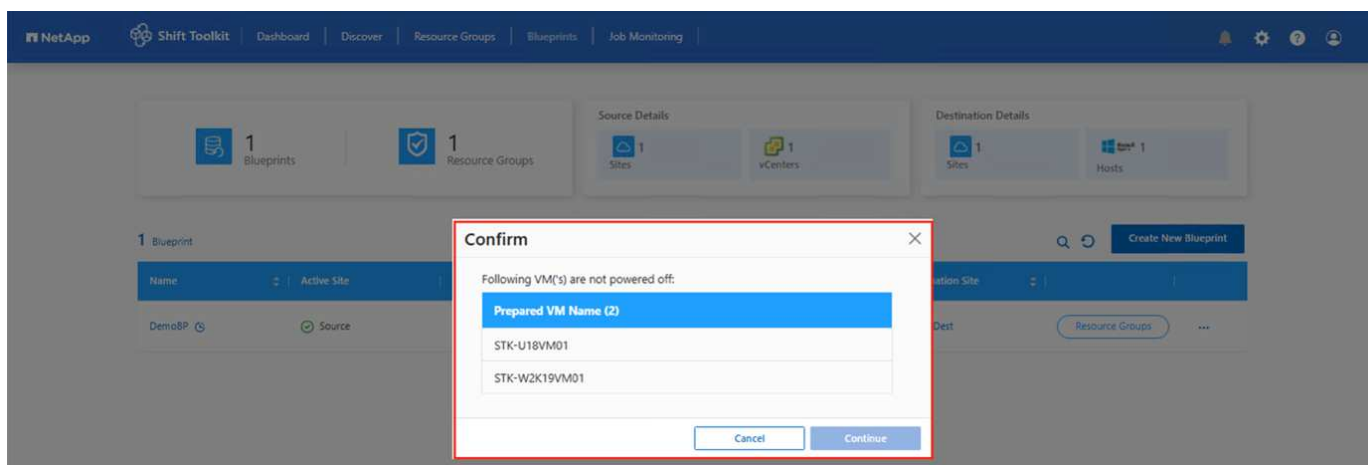 NetApp Shift Toolkit Dashboard Discover Resource Groups Blueprints Job Monitoring
Source Details Destination Details
1 Blueprints
1 Resource Groups
1 Sites
1 vCenters
1 Sites
1 Hosts
1 Blueprint
Create New Blueprint
Name Active Site ation Site
DemoBP Source Dest Resource Groups ...
Confirm
Following VM('s) are not powered off:
Prepared VM Name (2)
STK-U18VM01
STK-W2K19VM01
Cancel Continue